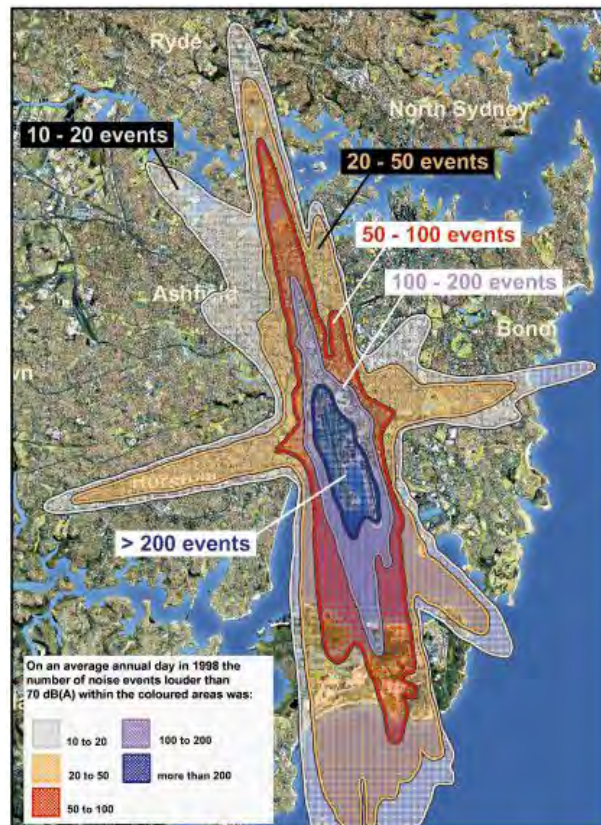 Ryde
North Sydney
10 - 20 events
20 - 50 events
50 - 100 events
100 - 200 events
Ashfield
Bondi
wn
> 200 events
On an average annual day in 1998 the
number of noise events louder than
70 dB(A) within the coloured areas was:
10 to 20
100 to 200
20 to 50
more than 200
50 to 100